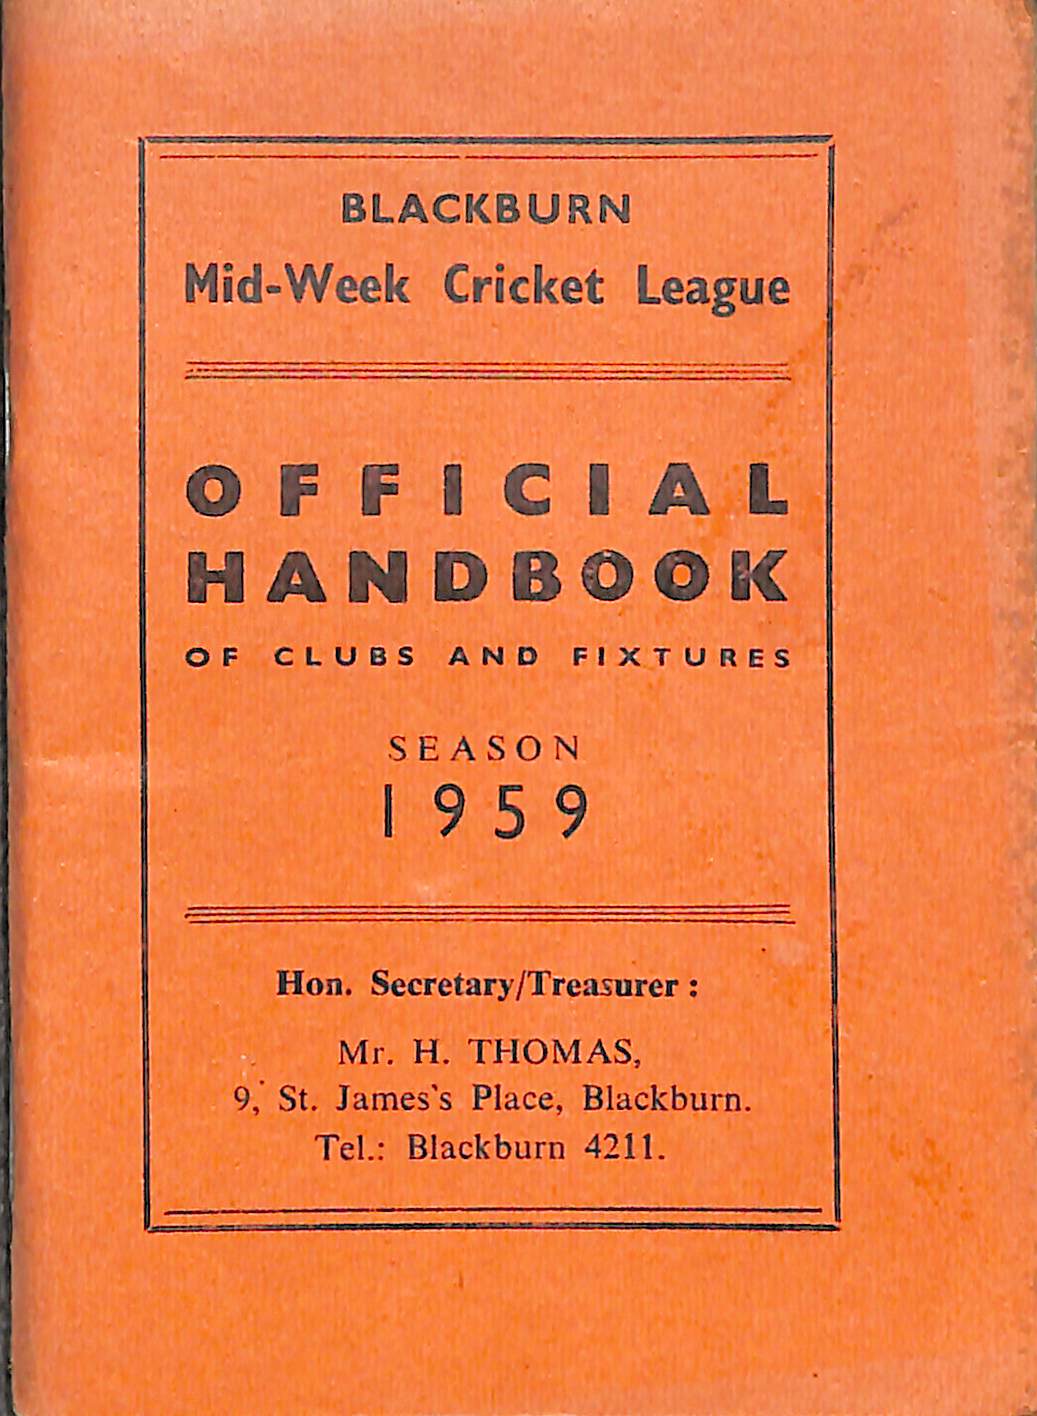 BLACKBURN
Mid-Week Cricket League
OFFICIAL
HANDBOOK
OF CLUBS AND FIXTURES
SEASON
1959
Hon. Secretary/Treasurer :
Mr. H. THOMAS,
9, St. James's Place, Blackburn.
Tel.: Blackburn 4211.